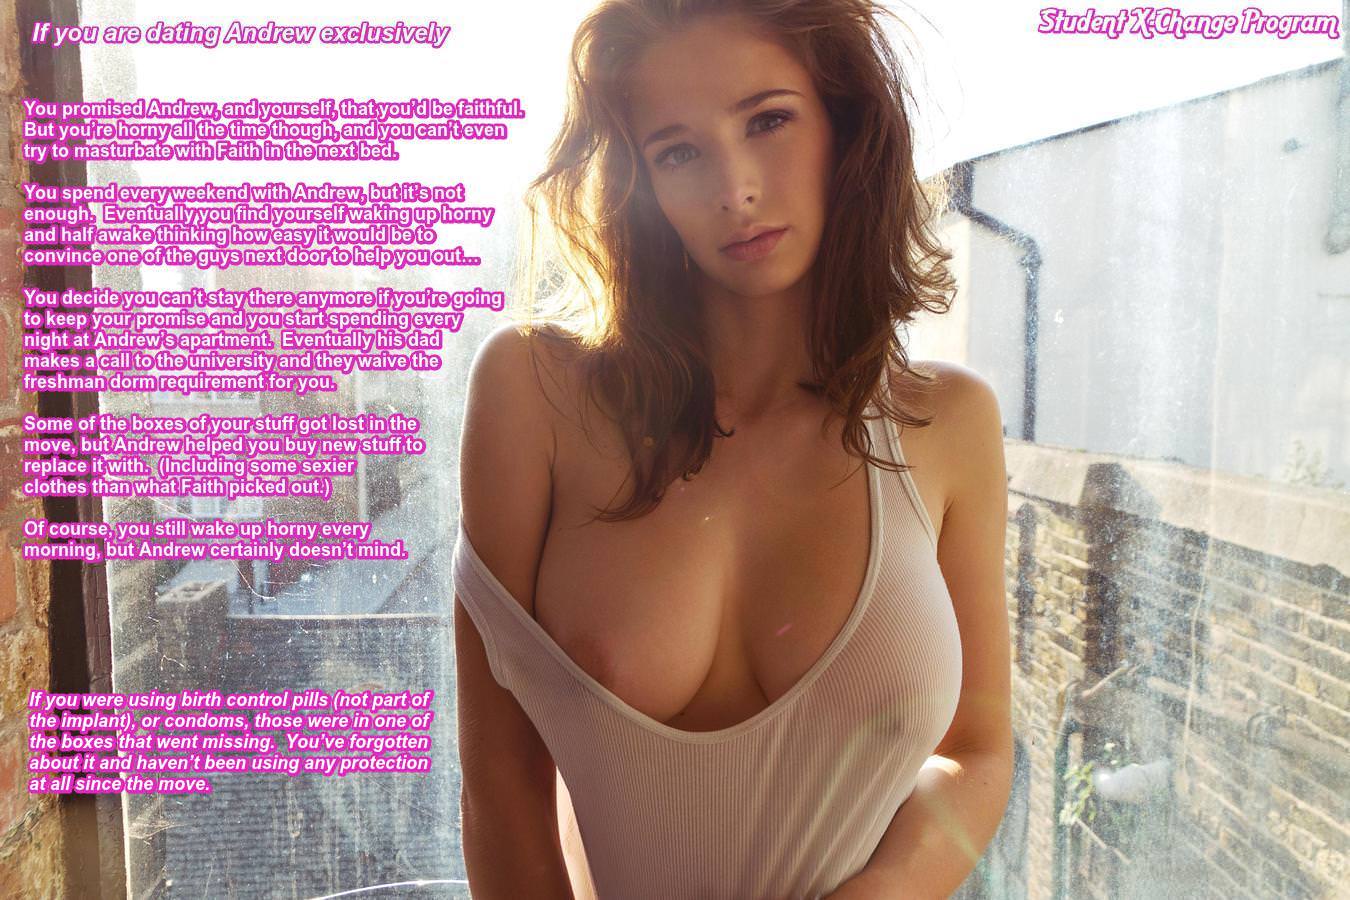 If you are dating Andrew exclusively
Student X-Change Program
You promised Andrew, and yourself, that you'd be faithful.
But you're horny all the time though, and you can't even
try to masturbate with Faith in the next bed.
You spend every weekend with Andrew, but it's not
enough.  Eventually you find yourself waking up horny
and half awake thinking how easy it would be to
convince one of the guys next door to help you out...
You decide you can't stay there anymore if you're going
to keep your promise and you start spending every
night at Andrew's apartment.  Eventually his dad
makes a call to the university and they waive the
freshman dorm requirement for you.
Some of the boxes of your stuff got lost in the
move, but Andrew helped you buy new stuff to
replace it with.  (Including some sexier
clothes than what Faith picked out.)
Of course, you still wake up horny every
morning, but Andrew certainly doesn't mind.
If you were using birth control pills (not part of
the implant), or condoms, those were in one of
the boxes that went missing.  You've forgotten
about it and haven't been using any protection
at all since the move.